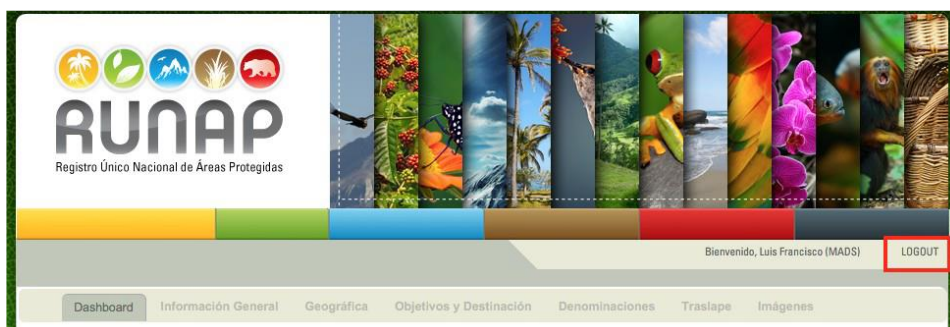 RUNAP
Registro Único Nacional de Áreas Protegidas
Bienvenido, Luis Francisco (MADS) LOGOUT
Dashboard Información General Geográfica Objetivos y Destinación Denominaciones Traslape Imágenes